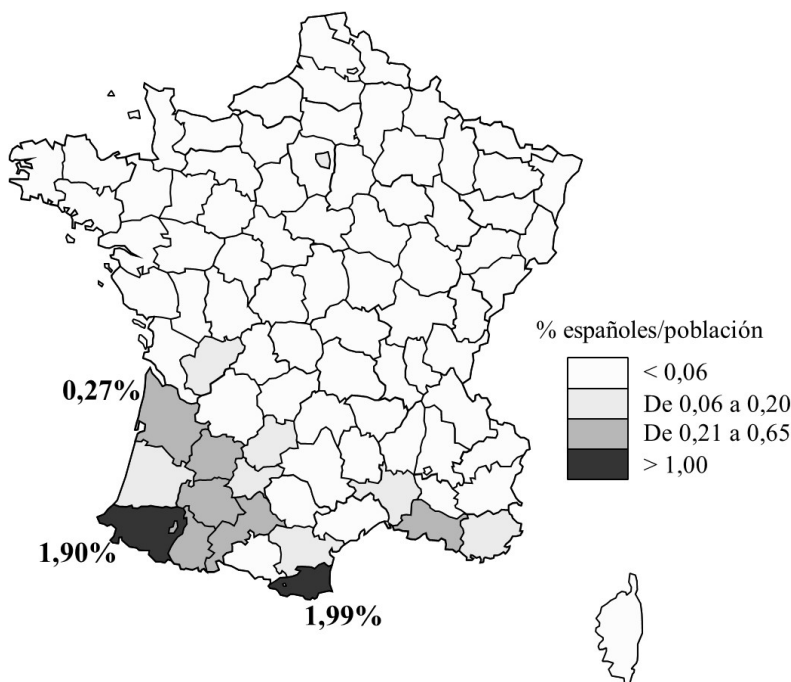 % españoles/población
< 0,06
De 0,06 a 0,20
De 0,21 a 0,65
> 1,00
0,27%
1,90%
1,99%